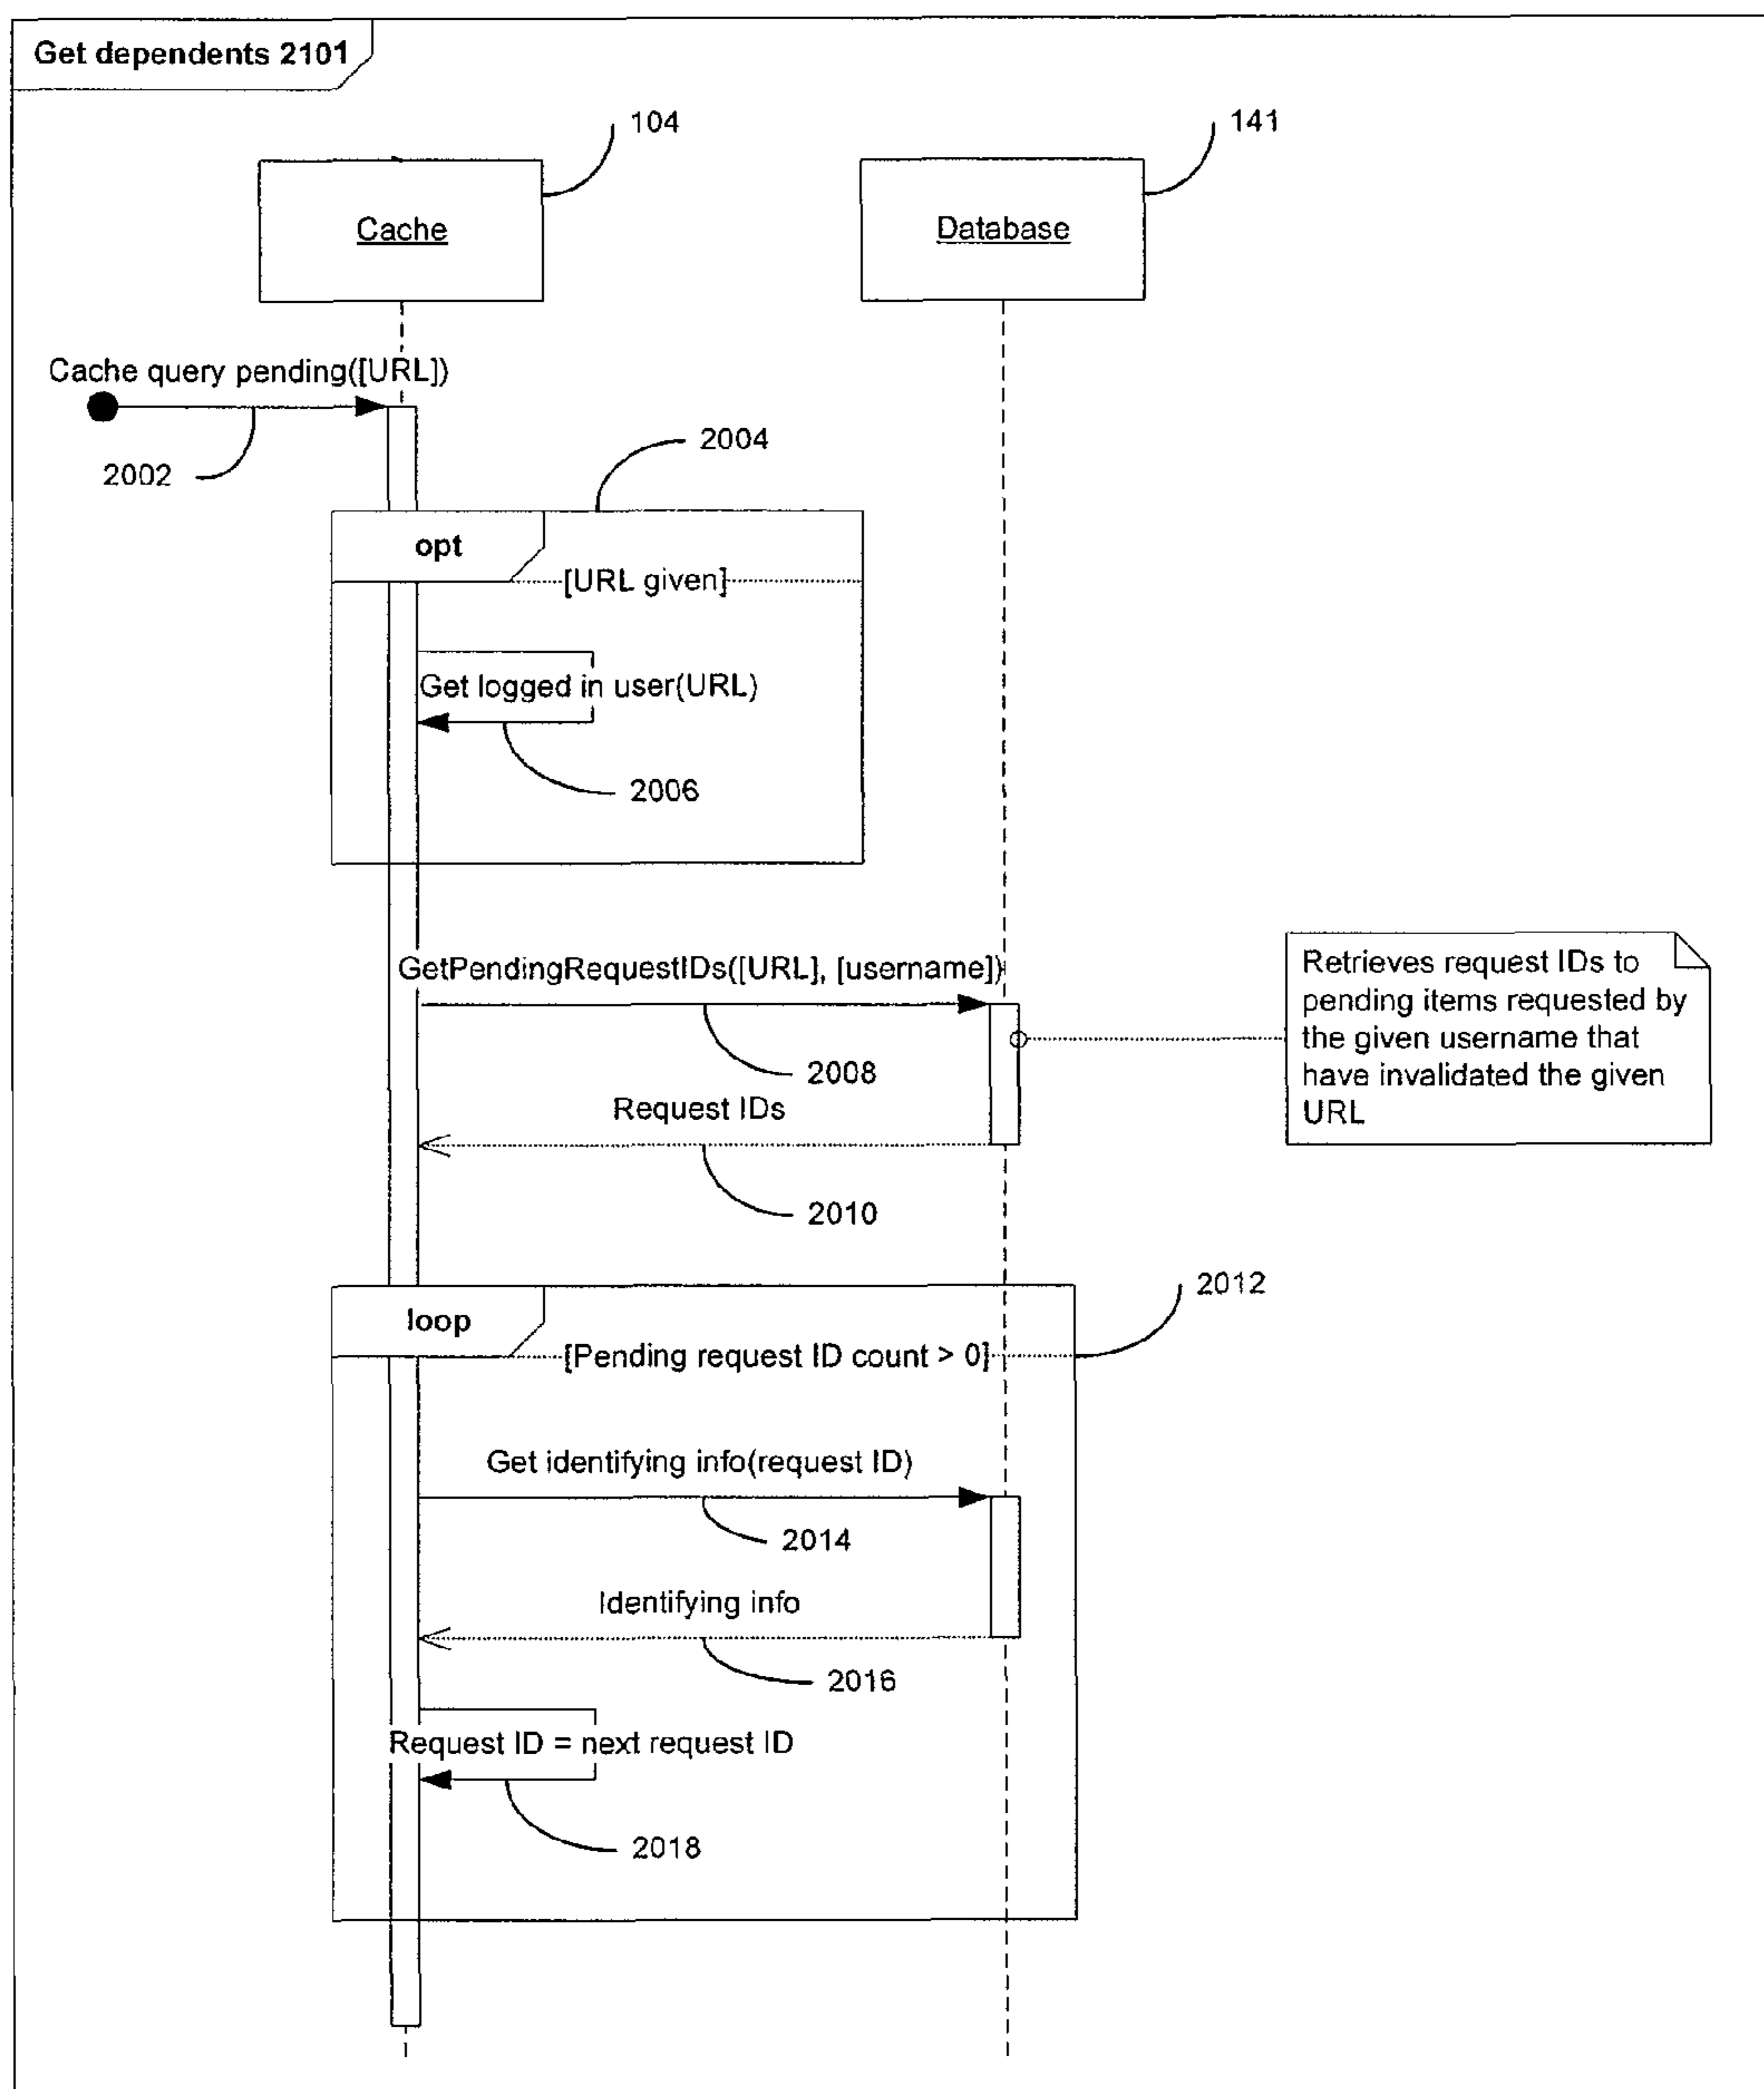 Get dependents 2101
104
141
Cache
Database
Cache query pending([URL])
2002
2004
opt
[URL given]
Get logged in user(URL)
2006
GetPendingRequestIDs([URL], [username])
2008
Retrieves request IDs to
pending items requested by
the given username that
have invalidated the given
URL
Request IDs
2010
2012
loop
[Pending request ID count > 0]
Get identifying info(request ID)
2014
Identifying info
2016
Request ID = next request ID
2018